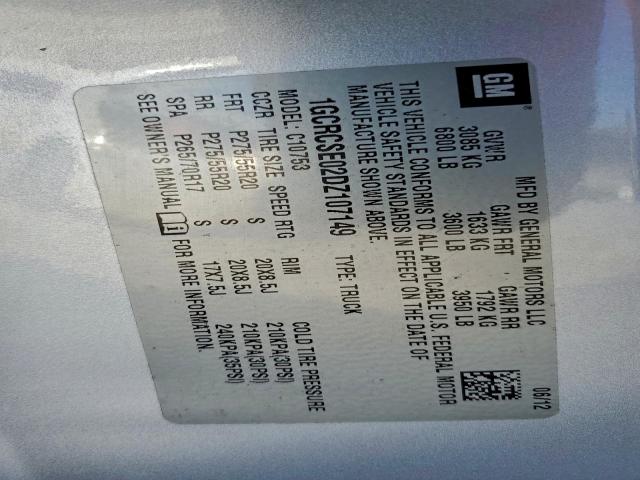 GM ®
MFD BY GENERAL MOTORS LLC 06/12
GVWR GAWR FRT GAWR RR
3085 KG 1633 KG 1792 KG
6800 LB 3600 LB 3950 LB
THIS VEHICLE CONFORMS TO ALL APPLICABLE U.S. FEDERAL MOTOR
VEHICLE SAFETY STANDARDS IN EFFECT ON THE DATE OF
MANUFACTURE SHOWN ABOVE.
1GCRCSE02DZ107149 TYPE: TRUCK
MODEL: C10753
CCZR TIRE SIZE SPEED RTG RIM COLD TIRE PRESSURE
FRT P275/55R20 S 20X8.5J 210KPA(30PSI)
RR P275/55R20 S 20X8.5J 210KPA(30PSI)
SPA P265/70R17 S 17X7.5J 240KPA(35PSI)
SEE OWNER'S MANUAL FOR MORE INFORMATION.